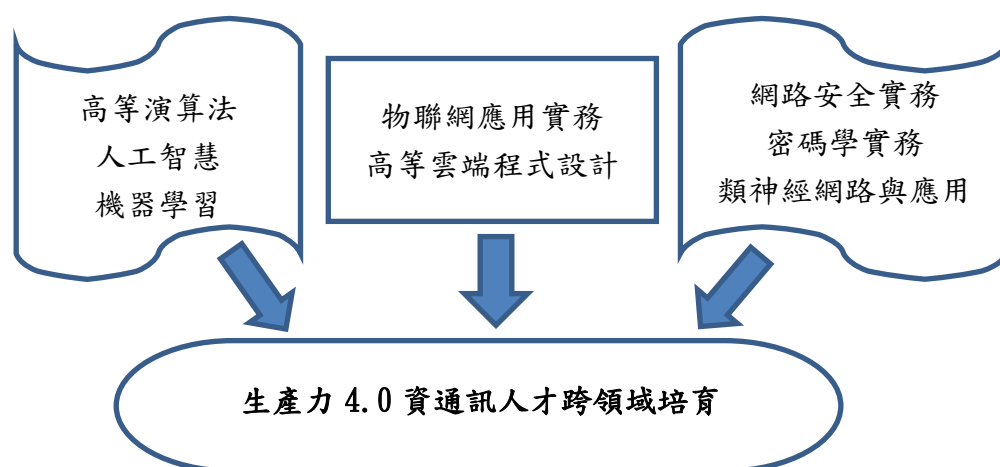 高等演算法
人工智慧
機器學習
物聯網應用實務
高等雲端程式設計
網路安全實務
密碼學實務
類神經網路與應用
生產力 4.0 資通訊人才跨領域培育